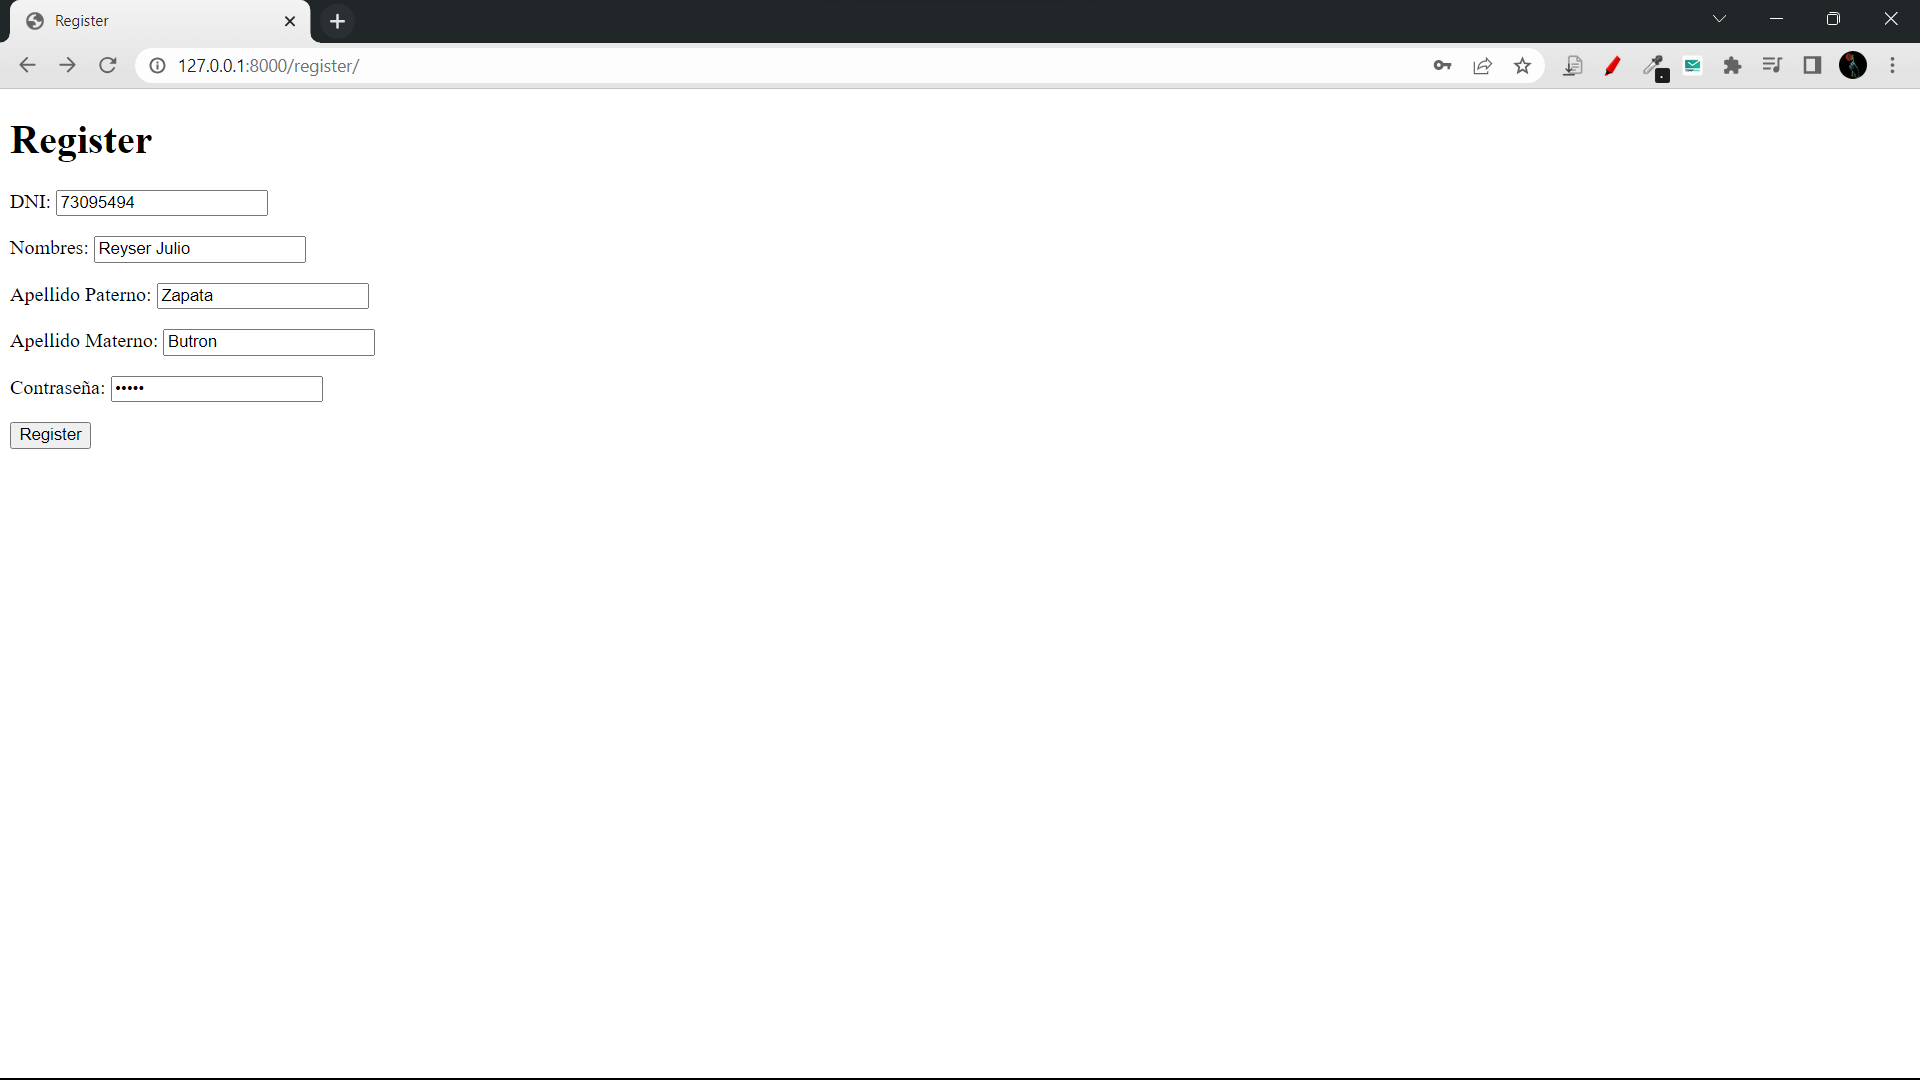 Register
127.0.0.1:8000/register/
Register
DNI: 73095494
Nombres: Reyser Julio
Apellido Paterno: Zapata
Apellido Materno: Butron
Contraseña: •••••
Register